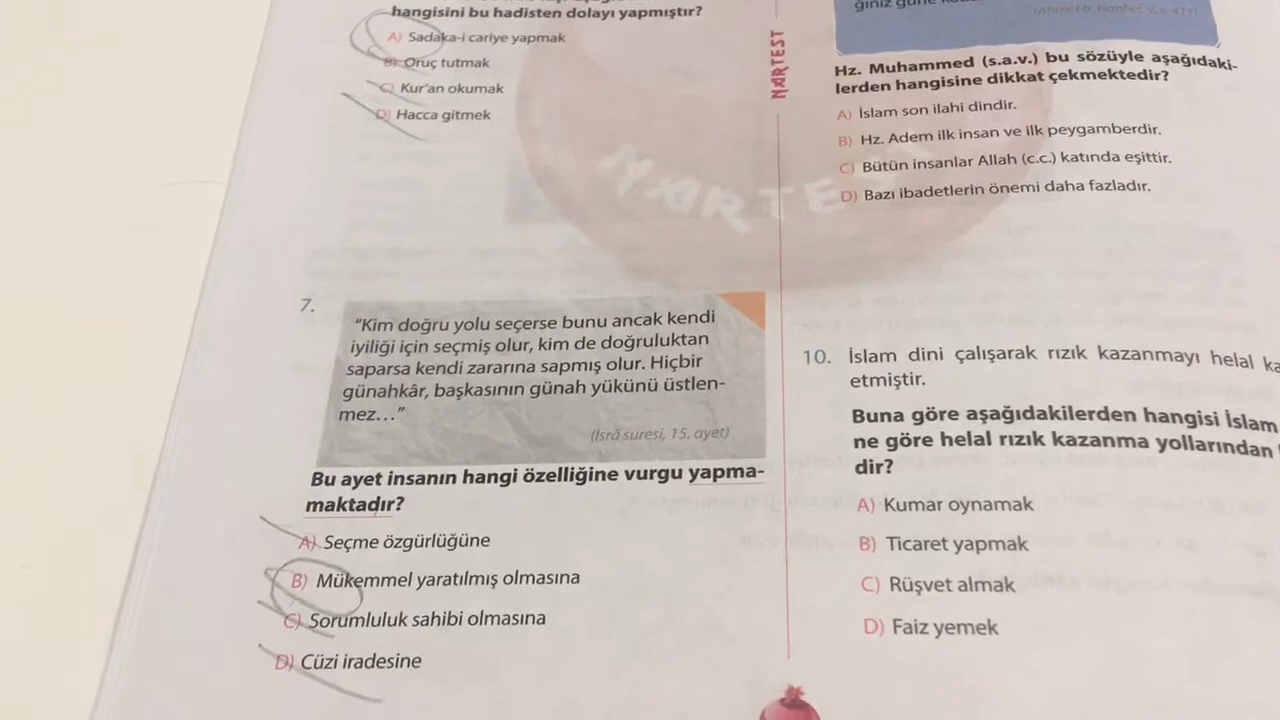 hangisini bu hadisten dolayı yapmıştır?
A) Sadaka-i cariye yapmak
B) Oruç tutmak
C) Kur'an okumak
D) Hacca gitmek
7.
"Kim doğru yolu seçerse bunu ancak kendi
iyiliği için seçmiş olur, kim de doğruluktan
saparsa kendi zararına sapmış olur. Hiçbir
günahkâr, başkasının günah yükünü üstlen-
mez..."
(İsrâ suresi, 15. ayet)
Bu ayet insanın hangi özelliğine vurgu yapma-
maktadır?
A) Seçme özgürlüğüne
B) Mükemmel yaratılmış olmasına
C) Sorumluluk sahibi olmasına
D) Cüzi iradesine
NARTEST
NARTE
Hz. Muhammed (s.a.v.) bu sözüyle aşağıdaki-
lerden hangisine dikkat çekmektedir?
A) İslam son ilahi dindir.
B) Hz. Adem ilk insan ve ilk peygamberdir.
C) Bütün insanlar Allah (c.c.) katında eşittir.
D) Bazı ibadetlerin önemi daha fazladır.
10. İslam dini çalışarak rızık kazanmayı helal
etmiştir.
Buna göre aşağıdakilerden hangisi İslam
ne göre helal rızık kazanma yollarından
dir?
A) Kumar oynamak
B) Ticaret yapmak
C) Rüşvet almak
D) Faiz yemek